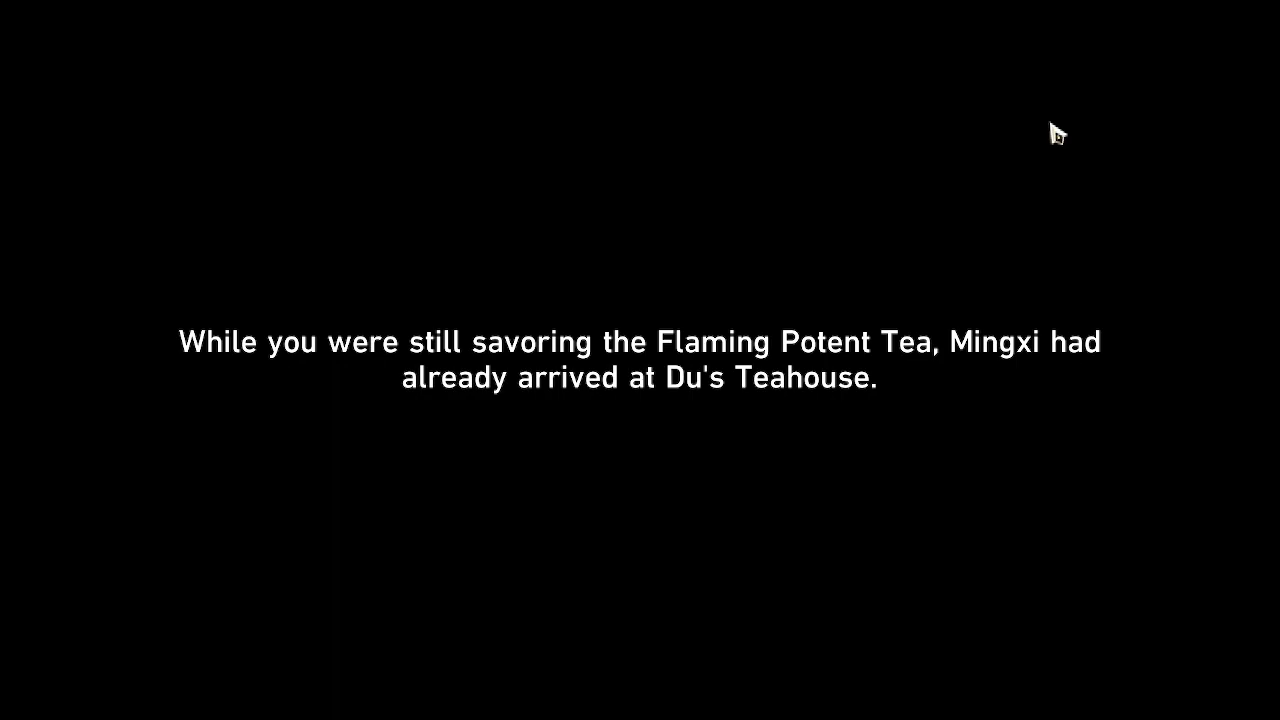 While you were still savoring the Flaming Potent Tea, Mingxi had
already arrived at Du's Teahouse.